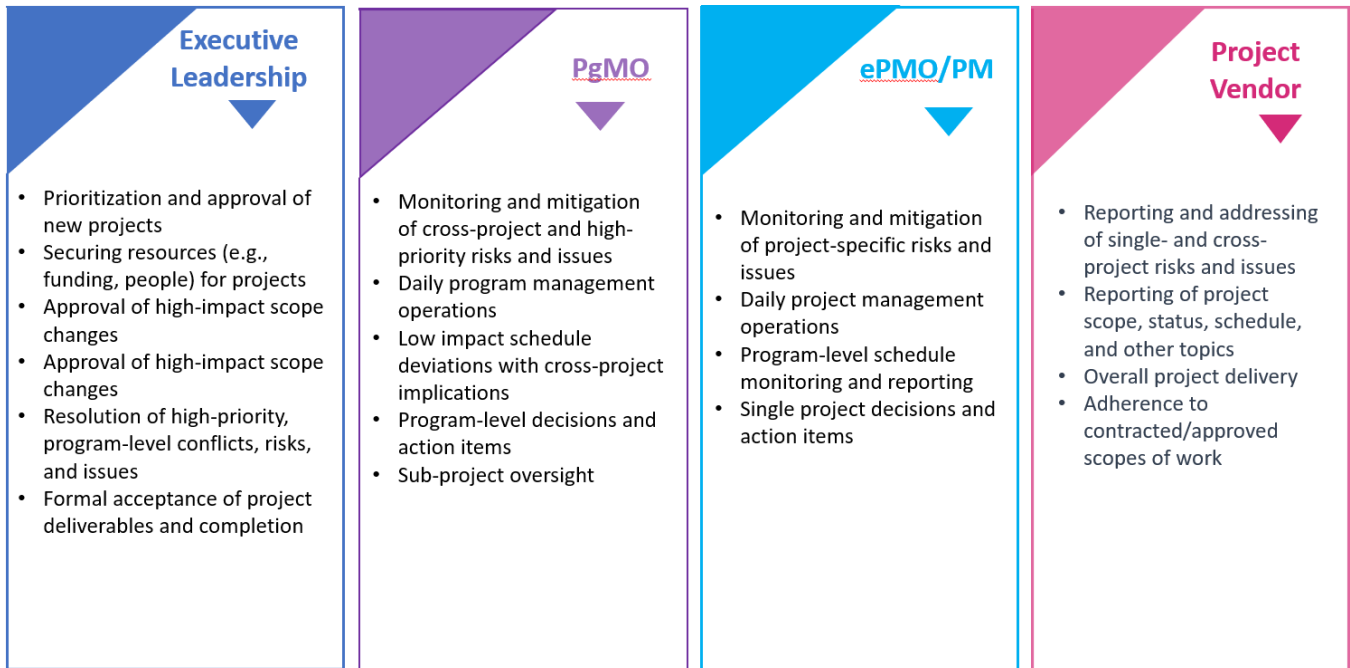 Executive
Leadership
• Prioritization and approval of
new projects
• Securing resources (e.g.,
funding, people) for projects
• Approval of high-impact scope
changes
• Approval of high-impact scope
changes
• Resolution of high-priority,
program-level conflicts, risks,
and issues
• Formal acceptance of project
deliverables and completion
PgMO
• Monitoring and mitigation
of cross-project and high-
priority risks and issues
• Daily program management
operations
• Low impact schedule
deviations with cross-project
implications
• Program-level decisions and
action items
• Sub-project oversight
ePMO/PM
• Monitoring and mitigation
of project-specific risks and
issues
• Daily project management
operations
• Program-level schedule
monitoring and reporting
• Single project decisions and
action items
Project
Vendor
• Reporting and addressing
of single- and cross-
project risks and issues
• Reporting of project
scope, status, schedule,
and other topics
• Overall project delivery
• Adherence to
contracted/approved
scopes of work